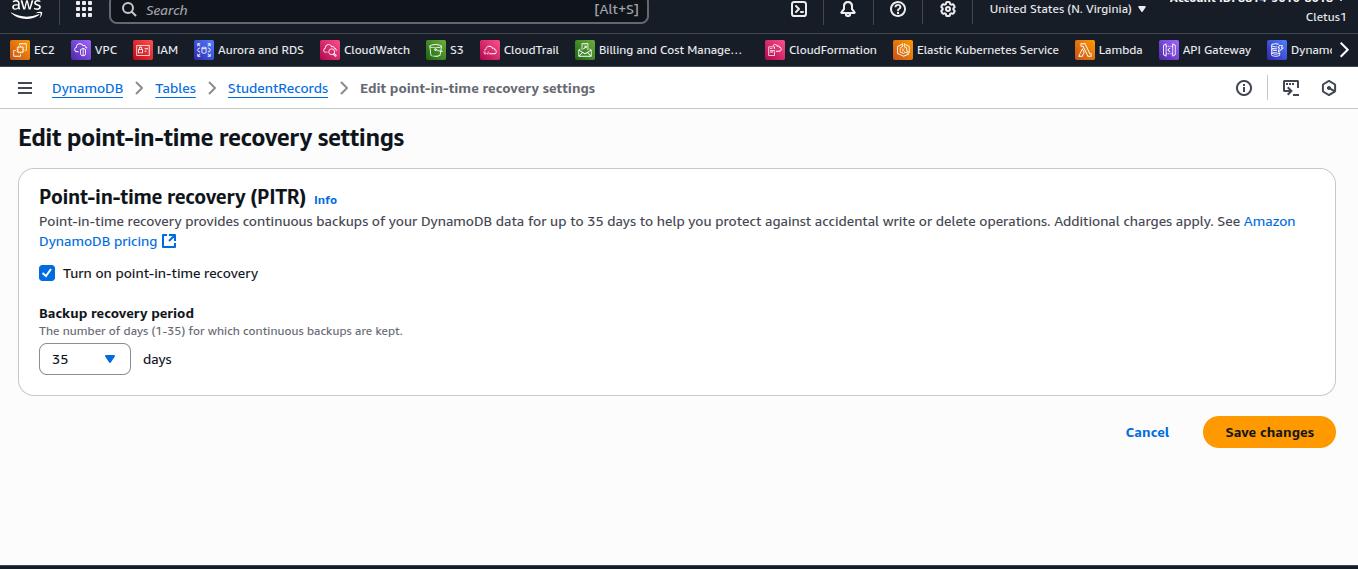 aws
Search [Alt+S]
United States (N. Virginia)
Cletus1
EC2 VPC IAM Aurora and RDS CloudWatch S3 CloudTrail Billing and Cost Manage... CloudFormation Elastic Kubernetes Service Lambda API Gateway Dynam
DynamoDB Tables StudentRecords Edit point-in-time recovery settings
Edit point-in-time recovery settings
Point-in-time recovery (PITR) Info
Point-in-time recovery provides continuous backups of your DynamoDB data for up to 35 days to help you protect against accidental write or delete operations. Additional charges apply. See Amazon
DynamoDB pricing
Turn on point-in-time recovery
Backup recovery period
The number of days (1-35) for which continuous backups are kept.
35 days
Cancel Save changes